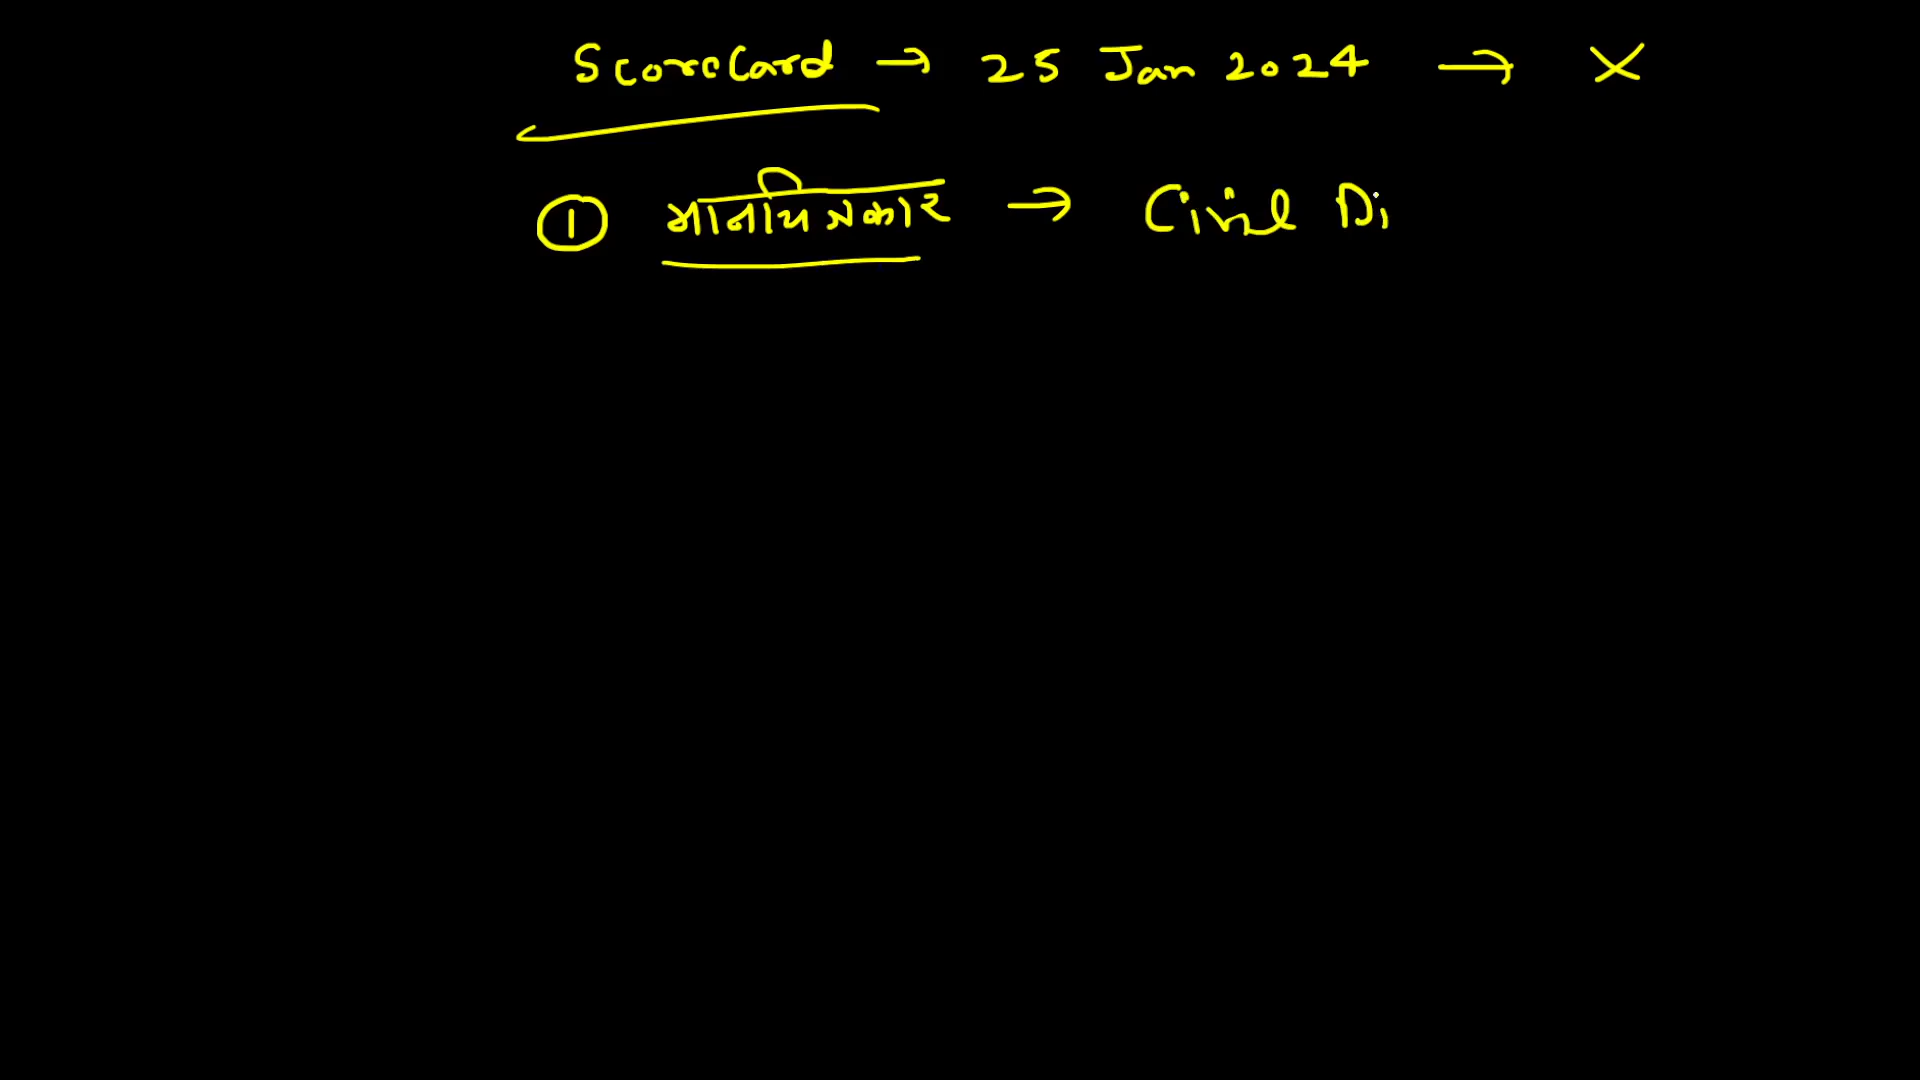 Scorecard → 25 Jan 2024 → X
① → Civil Di